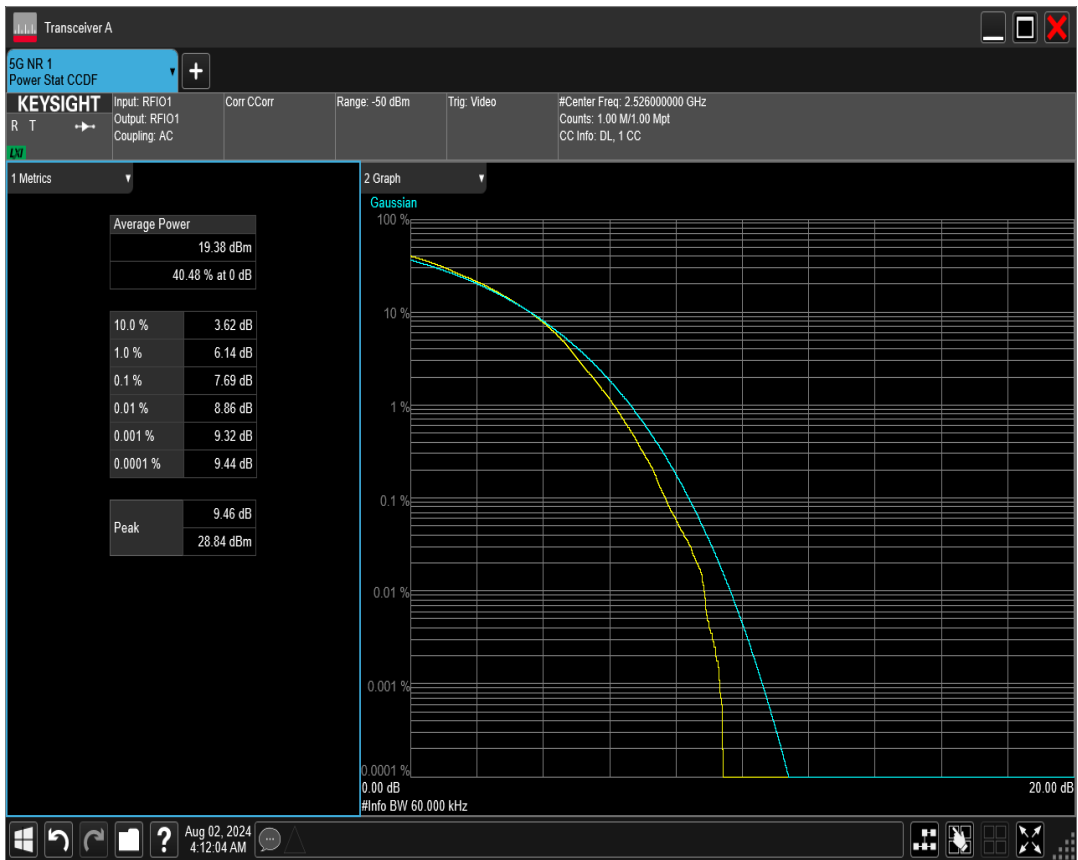 Transceiver A
5G NR 1
Power Stat CCDF
+
KEYSIGHT
R T
LXI
Input: RFIO1
Output: RFIO1
Coupling: AC
Corr CCorr
Range: -50 dBm
Trig: Video
#Center Freq: 2.526000000 GHz
Counts: 1.00 M/1.00 Mpt
CC Info: DL, 1 CC
1 Metrics
Average Power
19.38 dBm
40.48 % at 0 dB
10.0 % 3.62 dB
1.0 % 6.14 dB
0.1 % 7.69 dB
0.01 % 8.86 dB
0.001 % 9.32 dB
0.0001 % 9.44 dB
Peak
9.46 dB
28.84 dBm
2 Graph
Gaussian
100 %
10 %
1 %
0.1 %
0.01 %
0.001 %
0.0001 %
0.00 dB 20.00 dB
#Info BW 60.000 kHz
?
Aug 02, 2024
4:12:04 AM